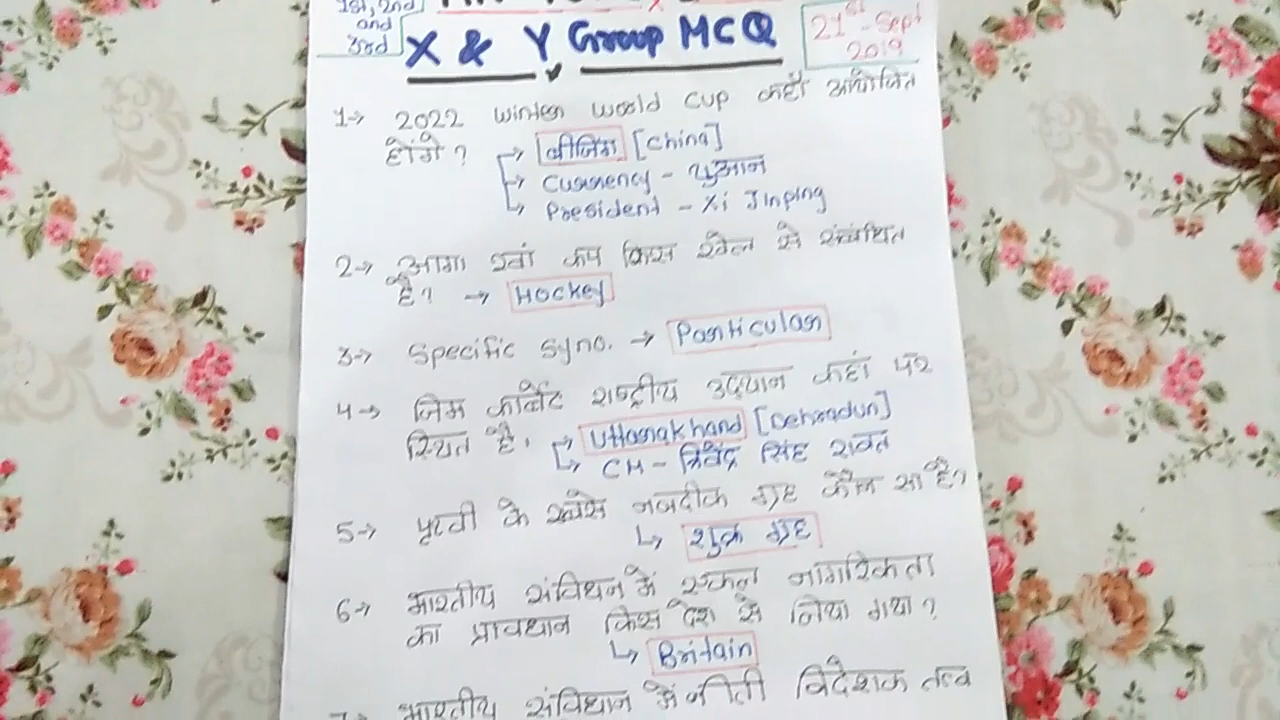 1st, 2nd
and
3rd
X & Y Group MCQ
21st - Sept
2019
1→ 2022 Winter World Cup कहाँ आयोजित
होंगे ?
→ बीजिंग [China]
→ Currency - युआन
→ President - Xi Jinping
2→ आगा खां कप किस खेल से संबंधित
है? → Hockey
3→ Specific Syno. → Particular
4→ जिम कार्बेट राष्ट्रीय उद्यान कहां पर
स्थित है। → Uttarakhand [Dehradun]
→ CM - त्रिवेंद्र सिंह रावत
5→ पृथ्वी के सबसे नजदीक ग्रह कौन सा है?
↳ शुक्र ग्रह
6→ भारतीय संविधन में एकल नागरिकता
का प्रावधान किस देश से लिया गया ?
↳ Britain
7→ भारतीय संविधान में नीती विदेशक तत्व